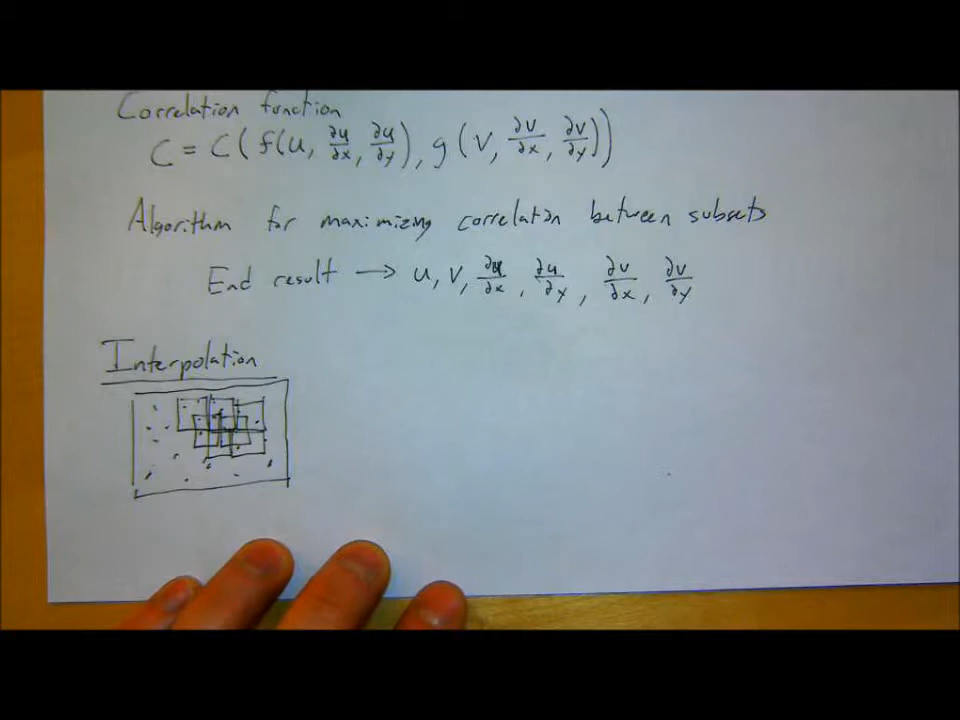 Correlation function
C = C(f(u, ∂u/∂x, ∂u/∂y), g(v, ∂v/∂x, ∂v/∂y))
Algorithm for maximizing correlation between subsets
End result → u, v, ∂u/∂x, ∂u/∂y, ∂v/∂x, ∂v/∂y
Interpolation